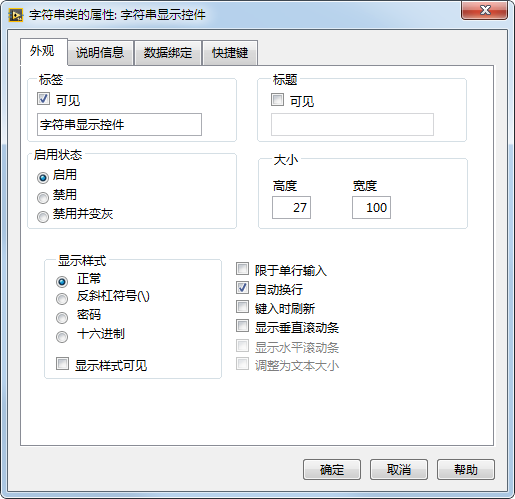 字符串类的属性: 字符串显示控件
外观 说明信息 数据绑定 快捷键
标签
可见
字符串显示控件
标题
可见
启用状态
启用
禁用
禁用并变灰
大小
高度 宽度
27 100
显示样式
正常
反斜杠符号(\)
密码
十六进制
显示样式可见
限于单行输入
自动换行
键入时刷新
显示垂直滚动条
显示水平滚动条
调整为文本大小
确定 取消 帮助